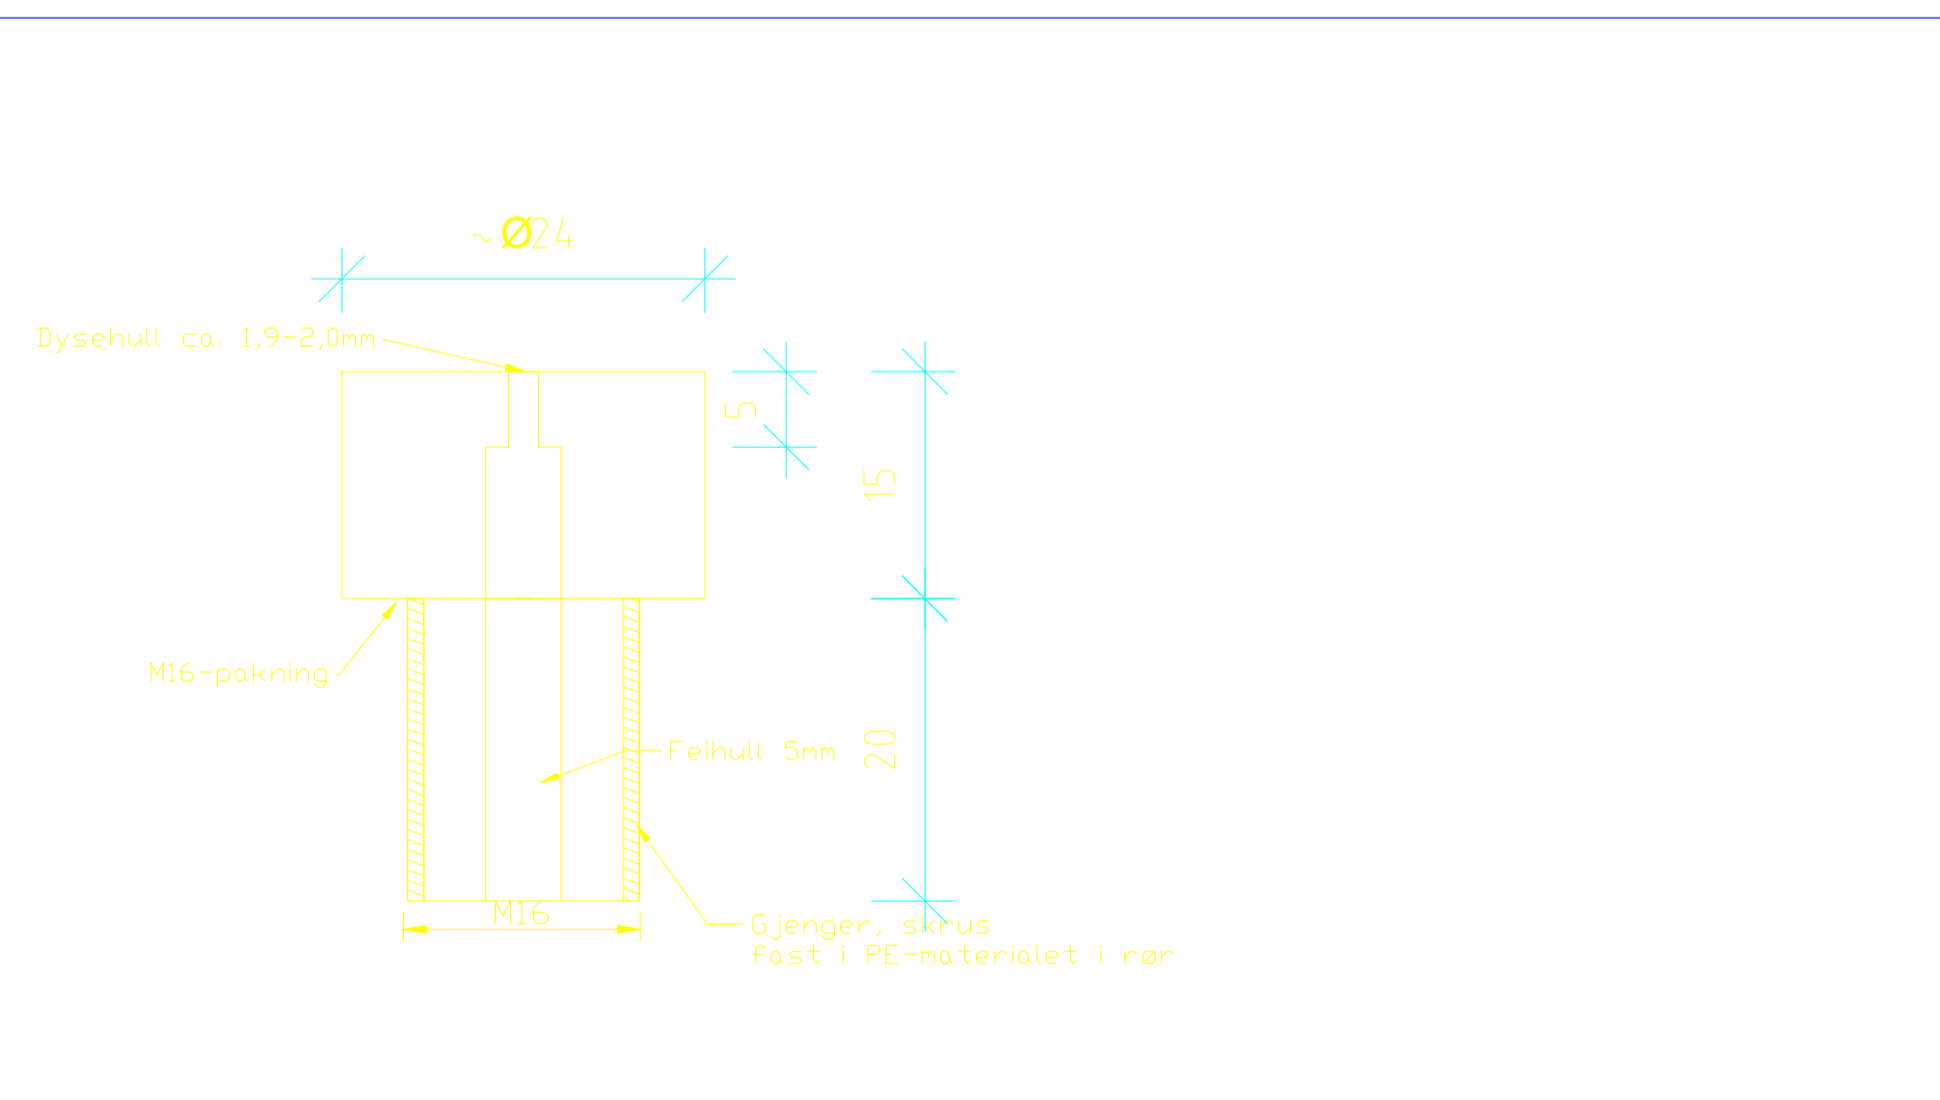 ~Ø24
Dysehull ca. 1,9-2,0mm
5
15
M16-pakning
Feihull 5mm
20
M16
Gjenger, skrus
fast i PE-materialet i rør